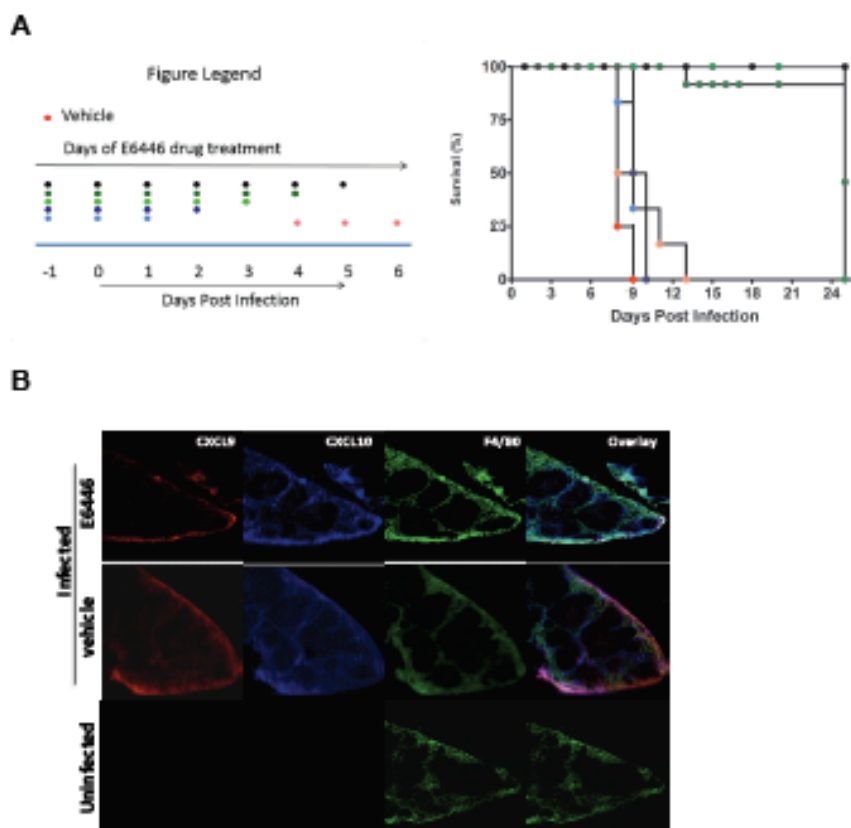 A
Figure Legend
Vehicle
Days of E6446 drug treatment
-1 0 1 2 3 4 5 6
Days Post Infection
Survival (%)
100
75
50
25
0
0 3 6 9 12 15 18 21 24
Days Post Infection
B
CXCL9 CXCL10 F4/80 Overlay
Infected
E6446
vehicle
Uninfected